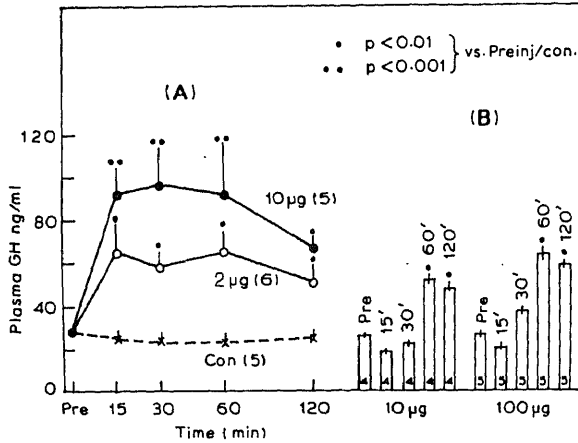 • p<0.01
•• p<0.001
vs. Preinj/con.
(A)
(B)
Plasma GH ng/ml
120
80
40
0
10μg (5)
2μg (6)
Con (5)
Pre 15 30 60 120
Time (min)
Pre 15' 30' 60' 120'
4 4 4 4 4
10μg
Pre 15' 30' 60' 120'
5 5 5 5 5
100μg